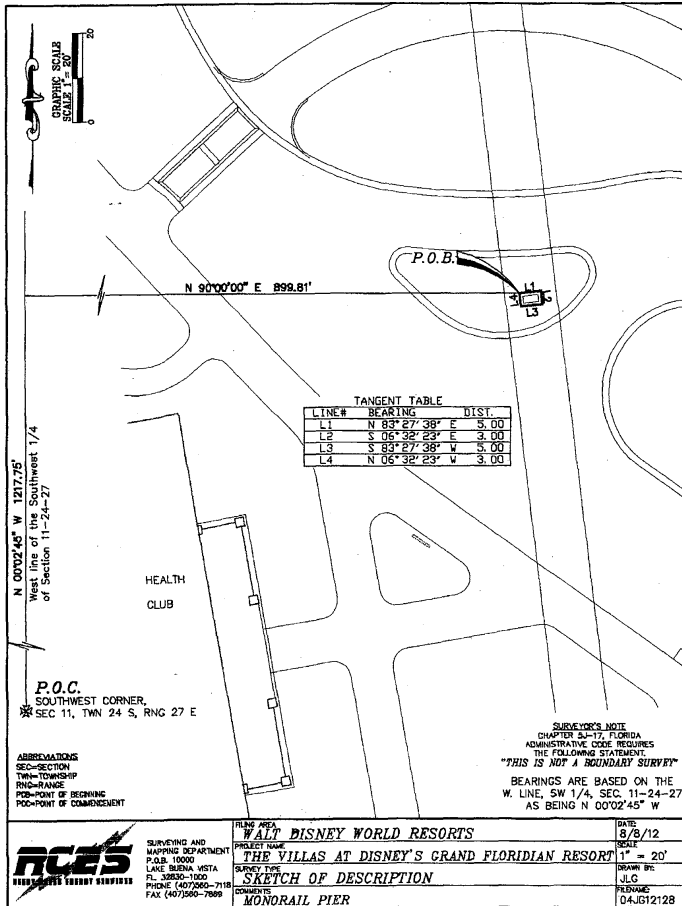 GRAPHIC SCALE
SCALE 1" = 20'
0
20
P.O.B.
N 90°00'00" E 899.81'
L1
L2
L3
L4
TANGENT TABLE
LINE# BEARING DIST.
L1 N 83°27'38" E 5.00
L2 S 06°32'23" E 3.00
L3 S 83°27'38" W 5.00
L4 N 06°32'23" W 3.00
N 00°02'45" W 1217.75'
West line of the Southwest 1/4
of Section 11-24-27
HEALTH
CLUB
P.O.C.
SOUTHWEST CORNER,
SEC 11, TWN 24 S, RNG 27 E
ABBREVIATIONS
SEC=SECTION
TWN=TOWNSHIP
RNG=RANGE
POB=POINT OF BEGINNING
POC=POINT OF COMMENCEMENT
SURVEYOR'S NOTE
CHAPTER 5J-17, FLORIDA
ADMINISTRATIVE CODE REQUIRES
THE FOLLOWING STATEMENT.
"THIS IS NOT A BOUNDARY SURVEY"
BEARINGS ARE BASED ON THE
W. LINE, SW 1/4, SEC. 11-24-27
AS BEING N 00°02'45" W
RCES
REEDY CREEK ENERGY SERVICES
SURVEYING AND
MAPPING DEPARTMENT
P.O.B. 10000
LAKE BUENA VISTA
FL. 32830-1000
PHONE (407)560-7118
FAX (407)560-7889
FILING AREA
WALT DISNEY WORLD RESORTS
PROJECT NAME
THE VILLAS AT DISNEY'S GRAND FLORIDIAN RESORT
SURVEY TYPE
SKETCH OF DESCRIPTION
COMMENTS
MONORAIL PIER
DATE:
8/8/12
SCALE
1" = 20'
DRAWN BY:
JLG
FILENAME:
04JG12128